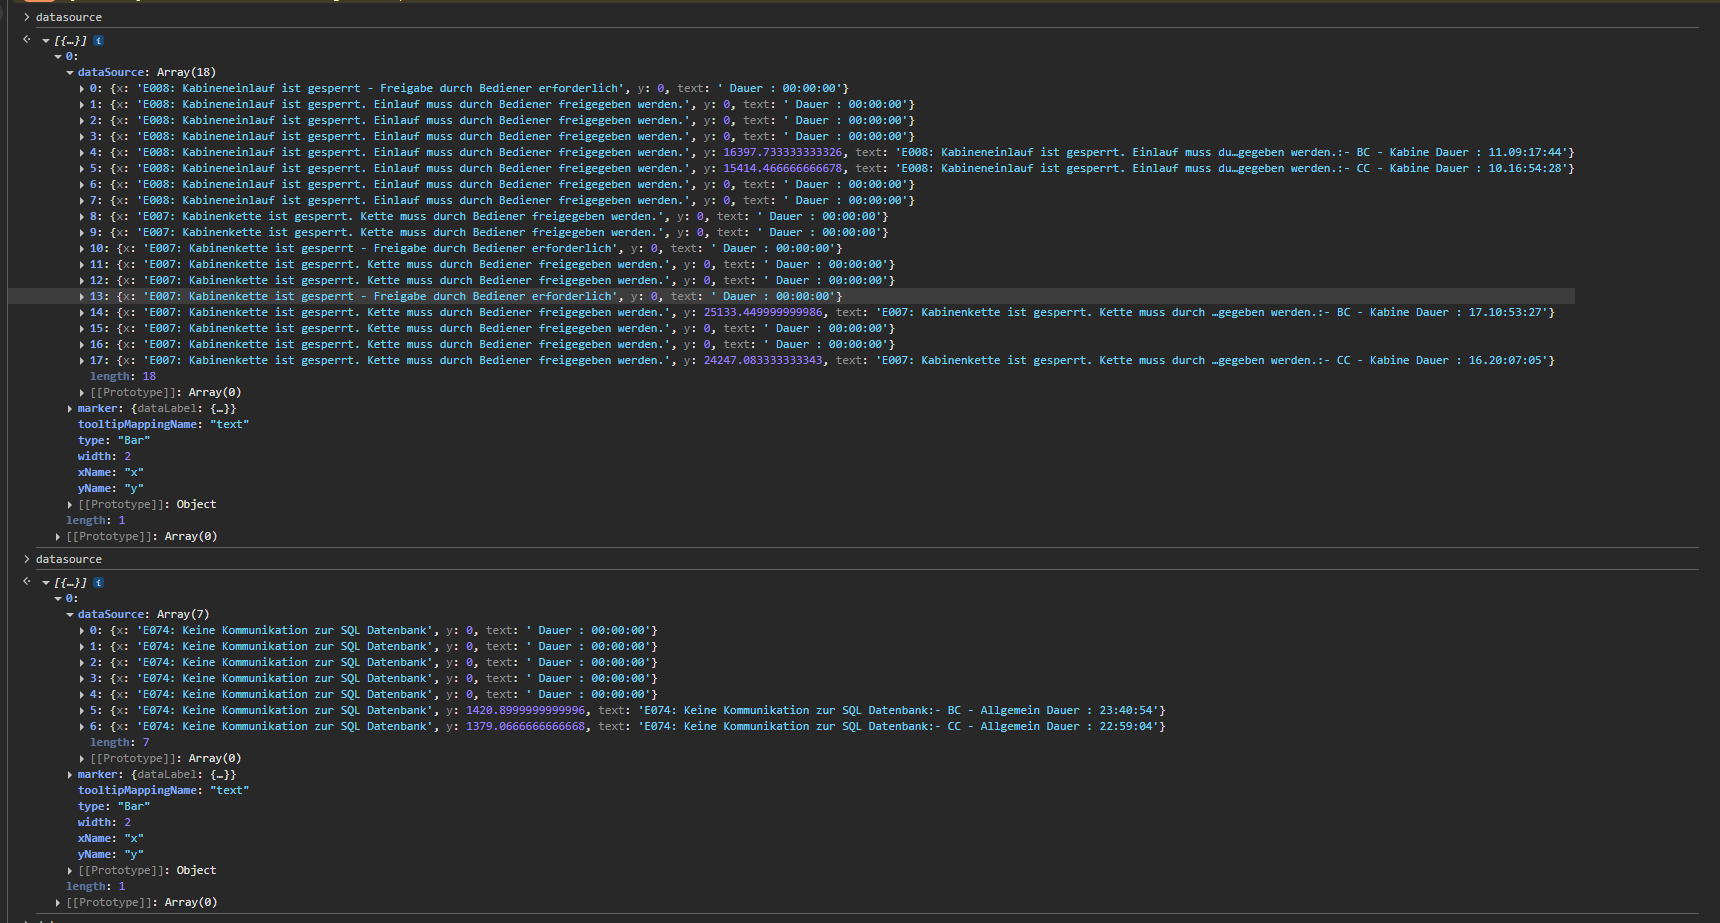 datasource
[{…}]
0:
dataSource: Array(18)
0: {x: 'E008: Kabineneinlauf ist gesperrt - Freigabe durch Bediener erforderlich', y: 0, text: ' Dauer : 00:00:00'}
1: {x: 'E008: Kabineneinlauf ist gesperrt. Einlauf muss durch Bediener freigegeben werden.', y: 0, text: ' Dauer : 00:00:00'}
2: {x: 'E008: Kabineneinlauf ist gesperrt. Einlauf muss durch Bediener freigegeben werden.', y: 0, text: ' Dauer : 00:00:00'}
3: {x: 'E008: Kabineneinlauf ist gesperrt. Einlauf muss durch Bediener freigegeben werden.', y: 0, text: ' Dauer : 00:00:00'}
4: {x: 'E008: Kabineneinlauf ist gesperrt. Einlauf muss durch Bediener freigegeben werden.', y: 16397.733333333326, text: 'E008: Kabineneinlauf ist gesperrt. Einlauf muss du…gegeben werden.:- BC - Kabine Dauer : 11.09:17:44'}
5: {x: 'E008: Kabineneinlauf ist gesperrt. Einlauf muss durch Bediener freigegeben werden.', y: 15414.466666666678, text: 'E008: Kabineneinlauf ist gesperrt. Einlauf muss du…gegeben werden.:- CC - Kabine Dauer : 10.16:54:28'}
6: {x: 'E008: Kabineneinlauf ist gesperrt. Einlauf muss durch Bediener freigegeben werden.', y: 0, text: ' Dauer : 00:00:00'}
7: {x: 'E008: Kabineneinlauf ist gesperrt. Einlauf muss durch Bediener freigegeben werden.', y: 0, text: ' Dauer : 00:00:00'}
8: {x: 'E007: Kabinenkette ist gesperrt. Kette muss durch Bediener freigegeben werden.', y: 0, text: ' Dauer : 00:00:00'}
9: {x: 'E007: Kabinenkette ist gesperrt. Kette muss durch Bediener freigegeben werden.', y: 0, text: ' Dauer : 00:00:00'}
10: {x: 'E007: Kabinenkette ist gesperrt - Freigabe durch Bediener erforderlich', y: 0, text: ' Dauer : 00:00:00'}
11: {x: 'E007: Kabinenkette ist gesperrt. Kette muss durch Bediener freigegeben werden.', y: 0, text: ' Dauer : 00:00:00'}
12: {x: 'E007: Kabinenkette ist gesperrt. Kette muss durch Bediener freigegeben werden.', y: 0, text: ' Dauer : 00:00:00'}
13: {x: 'E007: Kabinenkette ist gesperrt - Freigabe durch Bediener erforderlich', y: 0, text: ' Dauer : 00:00:00'}
14: {x: 'E007: Kabinenkette ist gesperrt. Kette muss durch Bediener freigegeben werden.', y: 25133.449999999986, text: 'E007: Kabinenkette ist gesperrt. Kette muss durch …gegeben werden.:- BC - Kabine Dauer : 17.10:53:27'}
15: {x: 'E007: Kabinenkette ist gesperrt. Kette muss durch Bediener freigegeben werden.', y: 0, text: ' Dauer : 00:00:00'}
16: {x: 'E007: Kabinenkette ist gesperrt. Kette muss durch Bediener freigegeben werden.', y: 0, text: ' Dauer : 00:00:00'}
17: {x: 'E007: Kabinenkette ist gesperrt. Kette muss durch Bediener freigegeben werden.', y: 24247.083333333343, text: 'E007: Kabinenkette ist gesperrt. Kette muss durch …gegeben werden.:- CC - Kabine Dauer : 16.20:07:05'}
length: 18
[[Prototype]]: Array(0)
marker: {dataLabel: {…}}
tooltipMappingName: "text"
type: "Bar"
width: 2
xName: "x"
yName: "y"
[[Prototype]]: Object
length: 1
[[Prototype]]: Array(0)
datasource
[{…}]
0:
dataSource: Array(7)
0: {x: 'E074: Keine Kommunikation zur SQL Datenbank', y: 0, text: ' Dauer : 00:00:00'}
1: {x: 'E074: Keine Kommunikation zur SQL Datenbank', y: 0, text: ' Dauer : 00:00:00'}
2: {x: 'E074: Keine Kommunikation zur SQL Datenbank', y: 0, text: ' Dauer : 00:00:00'}
3: {x: 'E074: Keine Kommunikation zur SQL Datenbank', y: 0, text: ' Dauer : 00:00:00'}
4: {x: 'E074: Keine Kommunikation zur SQL Datenbank', y: 0, text: ' Dauer : 00:00:00'}
5: {x: 'E074: Keine Kommunikation zur SQL Datenbank', y: 1420.8999999999996, text: 'E074: Keine Kommunikation zur SQL Datenbank:- BC - Allgemein Dauer : 23:40:54'}
6: {x: 'E074: Keine Kommunikation zur SQL Datenbank', y: 1379.0666666666668, text: 'E074: Keine Kommunikation zur SQL Datenbank:- CC - Allgemein Dauer : 22:59:04'}
length: 7
[[Prototype]]: Array(0)
marker: {dataLabel: {…}}
tooltipMappingName: "text"
type: "Bar"
width: 2
xName: "x"
yName: "y"
[[Prototype]]: Object
length: 1
[[Prototype]]: Array(0)